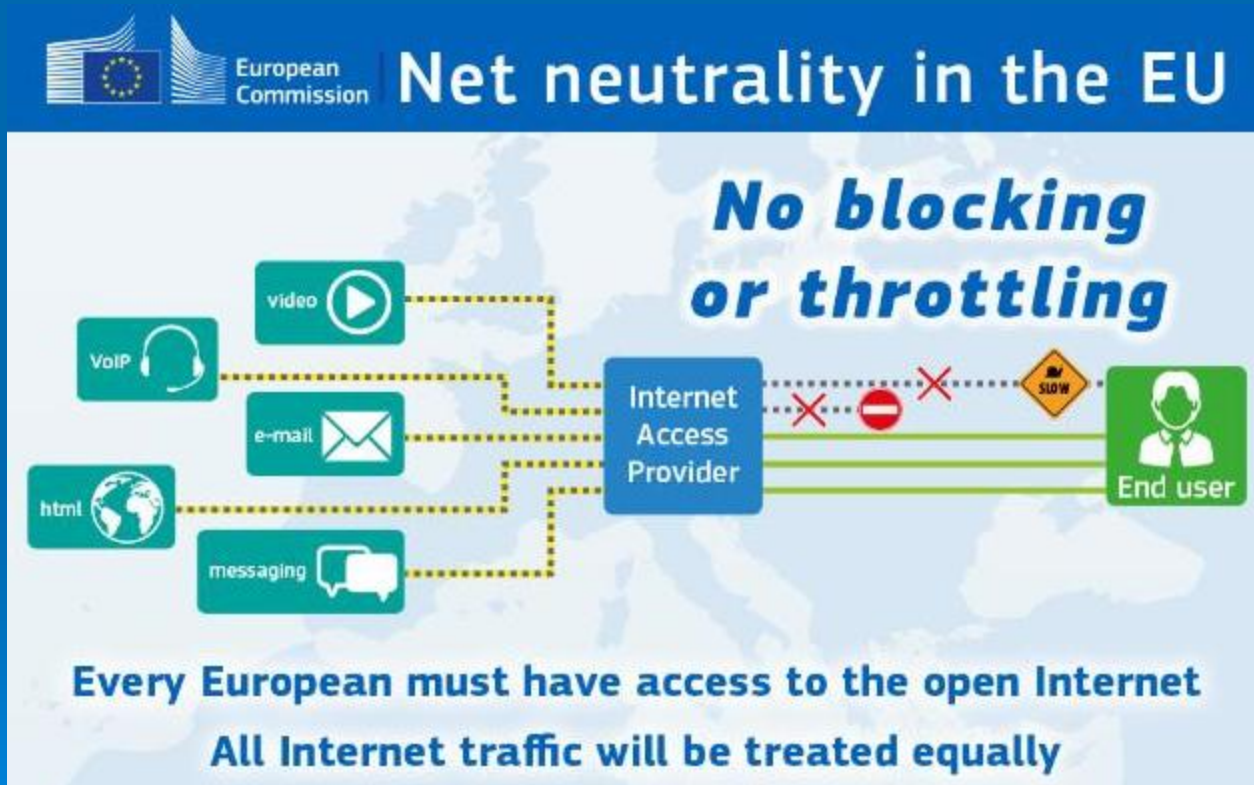 European
Commission
Net neutrality in the EU
No blocking
or throttling
video
VoIP
e-mail
html
messaging
Internet
Access
Provider
SLOW
End user
Every European must have access to the open Internet
All Internet traffic will be treated equally